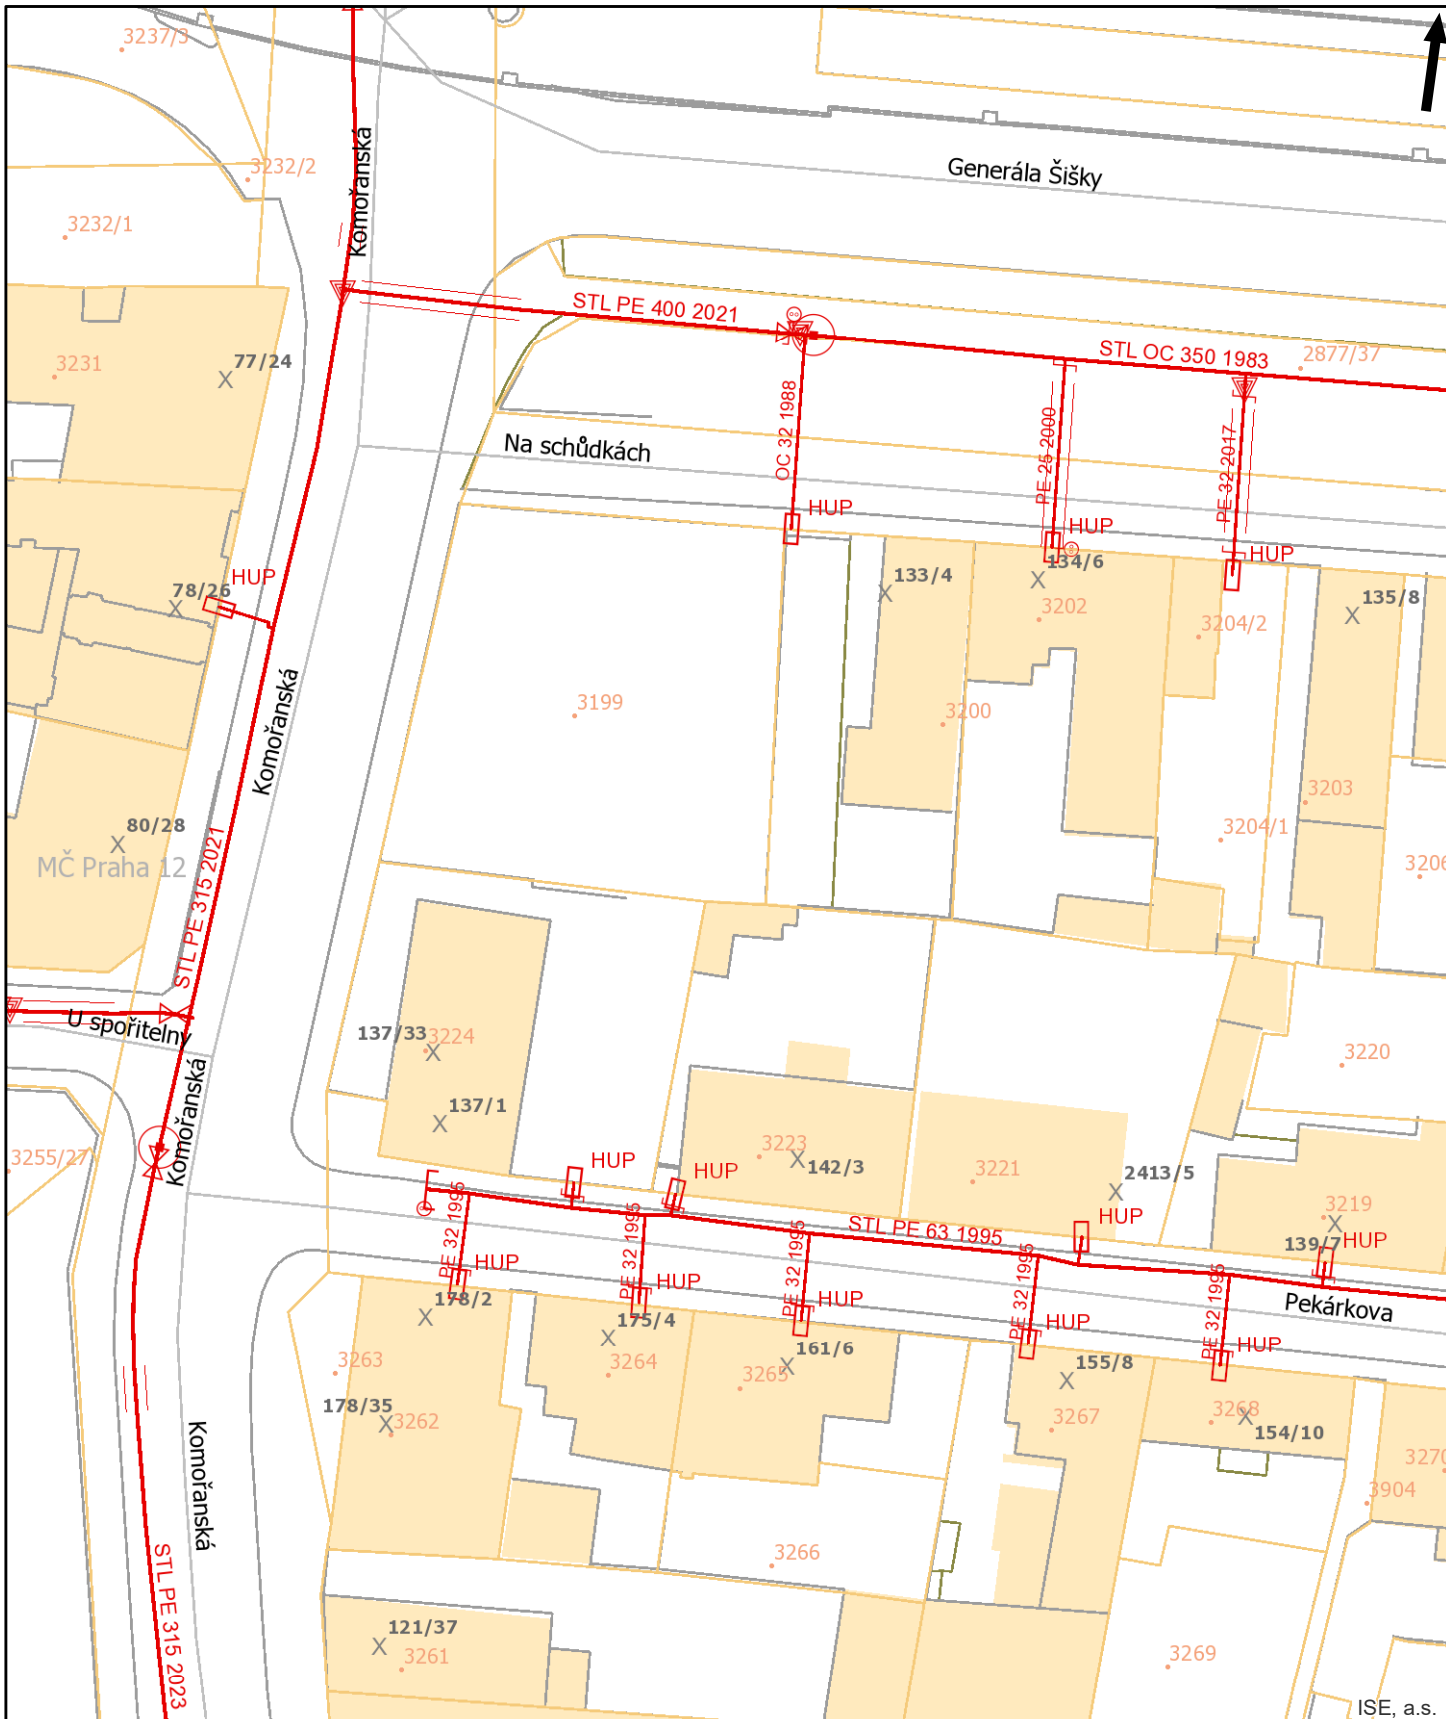 3237/3
3232/2
Komořanská
Generála Šišky
3232/1
STL PE 400 2021
STL OC 350 1983
2877/37
3231
77/24
OC 32 1988
PE 25 2000
PE 32 2017
Na schůdkách
HUP
HUP
HUP
HUP
78/26
133/4
134/6
3202
135/8
3204/2
3199
3200
Komořanská
3203
3204/1
80/28
MČ Praha 12
3206
STL PE 315 2021
U spořitelny
137/33
3224
3220
Komořanská
137/1
3255/27
3223
142/3
3221
2413/5
HUP
HUP
HUP
3219
139/7
HUP
STL PE 63 1995
PE 32 1995
PE 32 1995
PE 32 1995
PE 32 1995
PE 32 1995
HUP
HUP
HUP
HUP
HUP
Pekárkova
178/2
175/4
161/6
155/8
3263
3264
3265
3267
3268
154/10
178/35
3262
3270
3904
Komořanská
STL PE 315 2023
3266
121/37
3261
3269
ISE, a.s.